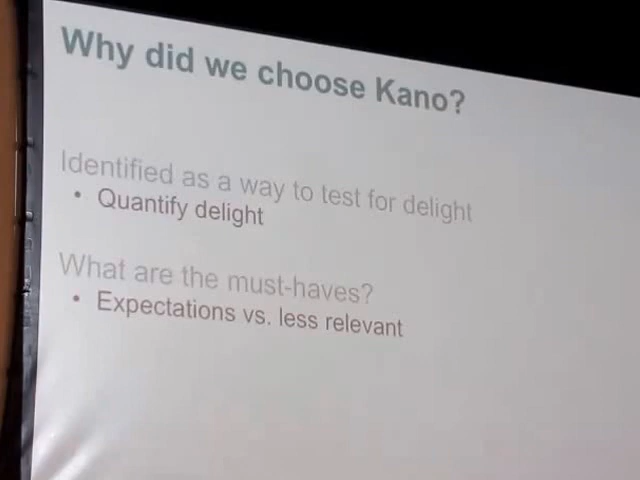 Why did we choose Kano?
Identified as a way to test for delight
• Quantify delight
What are the must-haves?
• Expectations vs. less relevant